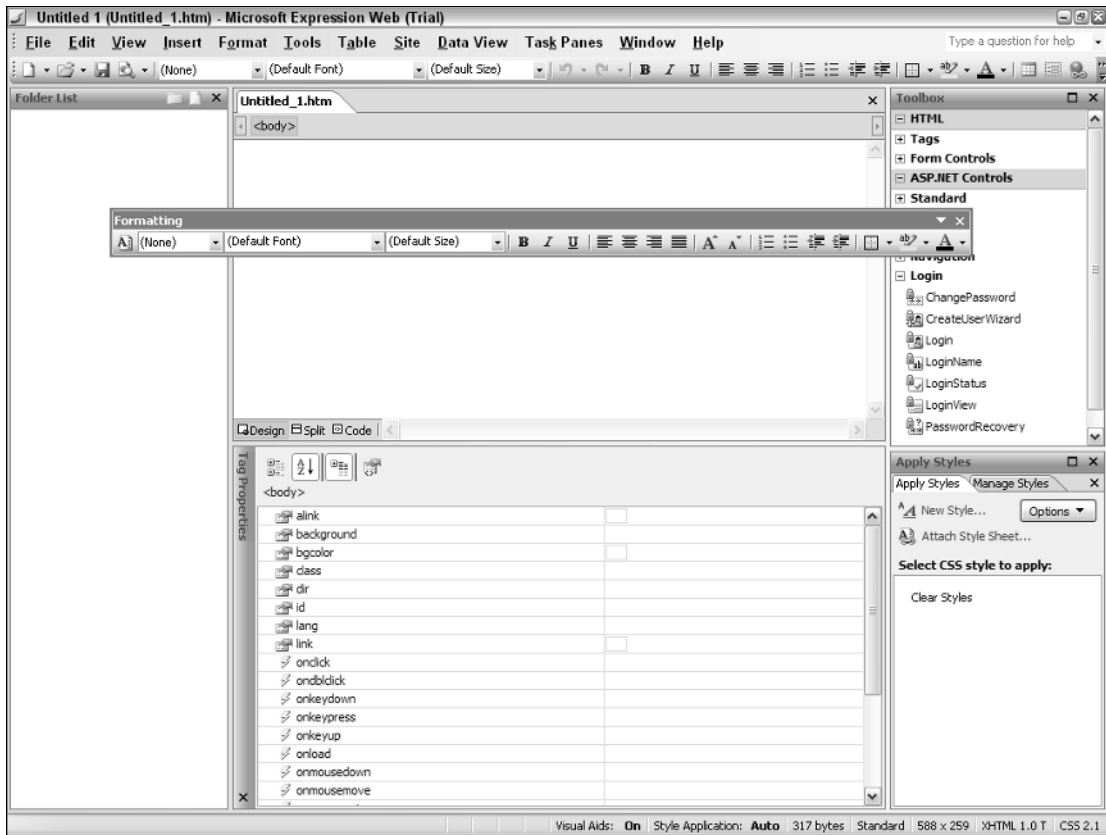 Untitled 1 (Untitled_1.htm) - Microsoft Expression Web (Trial)
File Edit View Insert Format Tools Table Site Data View Task Panes Window Help Type a question for help
(None) (Default Font) (Default Size) B I U A
Folder List
Untitled_1.htm
<body>
Toolbox
HTML
Tags
Form Controls
ASP.NET Controls
Standard
Formatting
(None) (Default Font) (Default Size) B I U A A A
Navigation
Login
ChangePassword
CreateUserWizard
Login
LoginName
LoginStatus
LoginView
PasswordRecovery
Design Split Code
Tag Properties
<body>
alink
background
bgcolor
class
dir
id
lang
link
onclick
ondblclick
onkeydown
onkeypress
onkeyup
onload
onmousedown
onmousemove
Apply Styles
Apply Styles Manage Styles
New Style... Options
Attach Style Sheet...
Select CSS style to apply:
Clear Styles
Visual Aids: On Style Application: Auto 317 bytes Standard 588 x 259 XHTML 1.0 T CSS 2.1